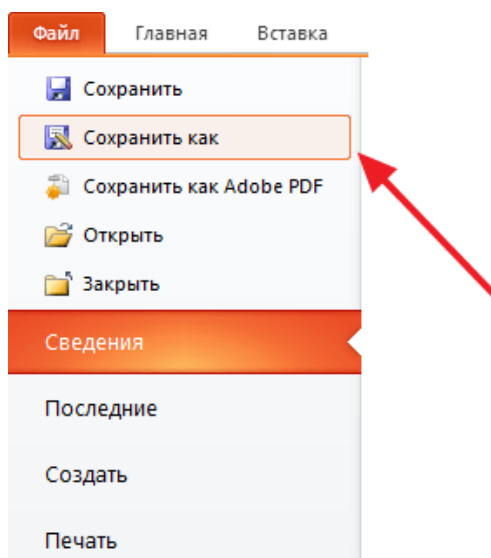 Файл Главная Вставка
Сохранить
Сохранить как
Сохранить как Adobe PDF
Открыть
Закрыть
Сведения
Последние
Создать
Печать